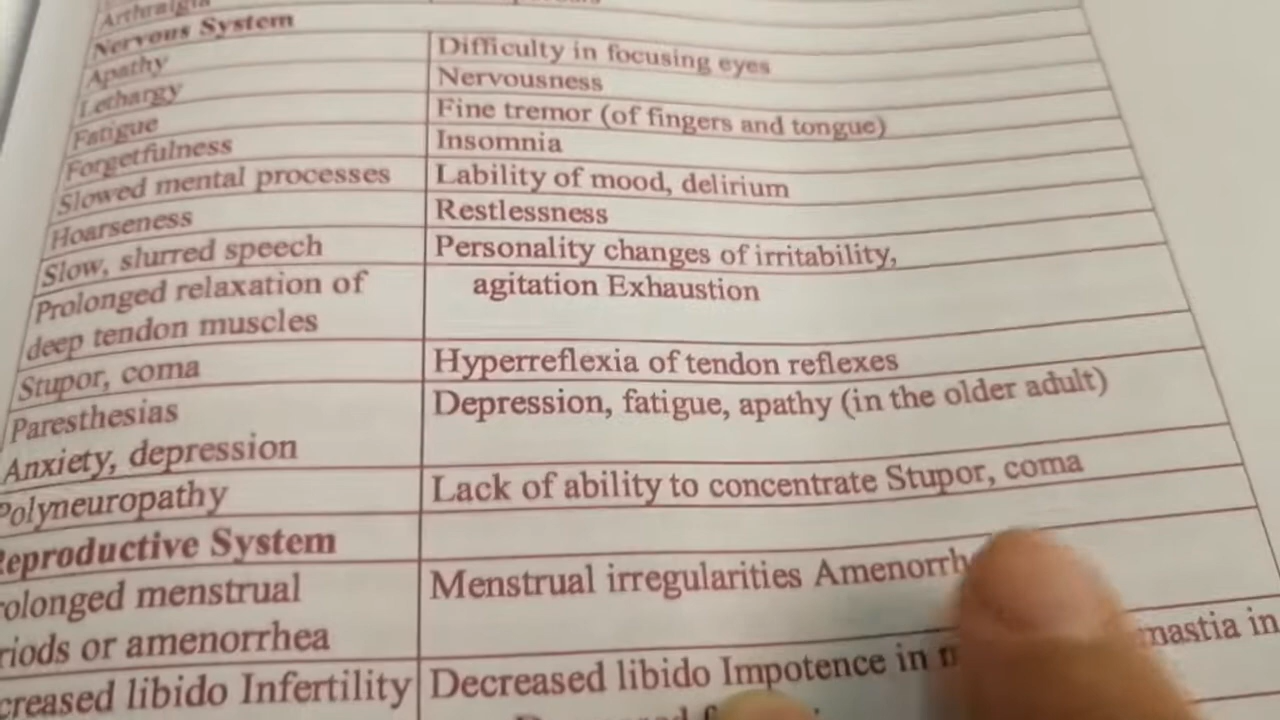 Arthralgia
Nervous System
Apathy
Difficulty in focusing eyes
Lethargy
Nervousness
Fatigue
Fine tremor (of fingers and tongue)
Forgetfulness
Insomnia
Slowed mental processes
Lability of mood, delirium
Hoarseness
Restlessness
Slow, slurred speech
Personality changes of irritability,
agitation Exhaustion
Prolonged relaxation of
deep tendon muscles
Stupor, coma
Hyperreflexia of tendon reflexes
Paresthesias
Depression, fatigue, apathy (in the older adult)
Anxiety, depression
Polyneuropathy
Lack of ability to concentrate Stupor, coma
Reproductive System
rolonged menstrual
riods or amenorrhea
Menstrual irregularities Amenorrh
creased libido Infertility
Decreased libido Impotence in
mastia in